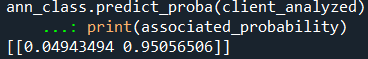 ann_class.predict_proba(client_analyzed)
...: print(associated_probability)
[[0.04943494 0.95056506]]